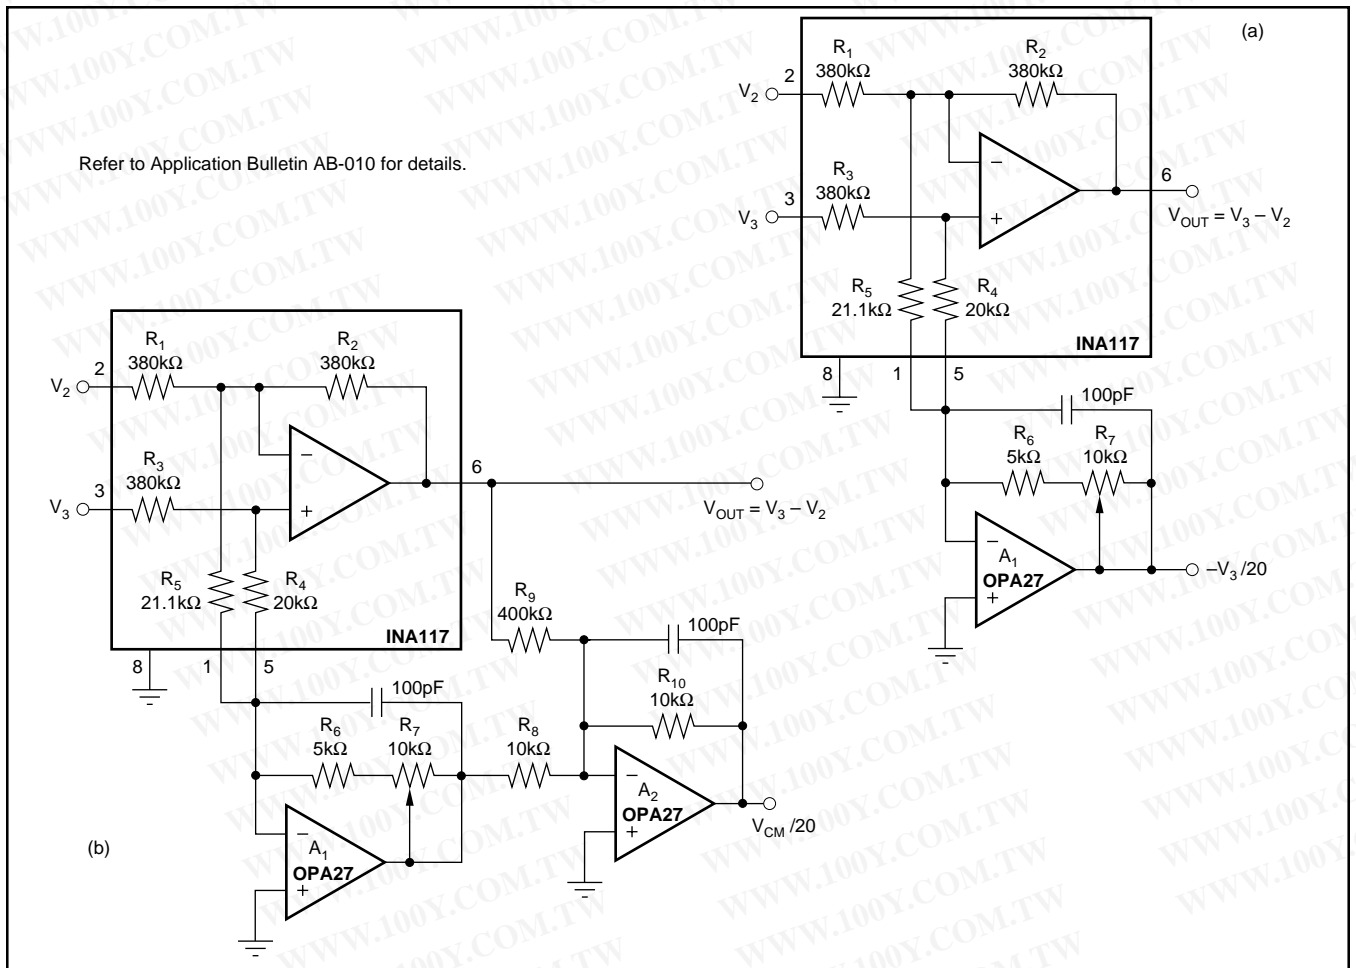 (a)
R1
380kΩ
R2
380kΩ
2
V2
R3
380kΩ
3
V3
6
VOUT = V3 – V2
–
+
R5
21.1kΩ
R4
20kΩ
INA117
8
1
5
100pF
R6
5kΩ
R7
10kΩ
–
A1
OPA27
+
–V3 /20
Refer to Application Bulletin AB-010 for details.
R1
380kΩ
R2
380kΩ
2
V2
R3
380kΩ
3
V3
–
+
6
VOUT = V3 – V2
R5
21.1kΩ
R4
20kΩ
INA117
8
1
5
R9
400kΩ
100pF
R10
10kΩ
100pF
R6
5kΩ
R7
10kΩ
R8
10kΩ
–
A2
OPA27
+
VCM /20
(b)
–
A1
OPA27
+
WWW.100Y.COM.TW